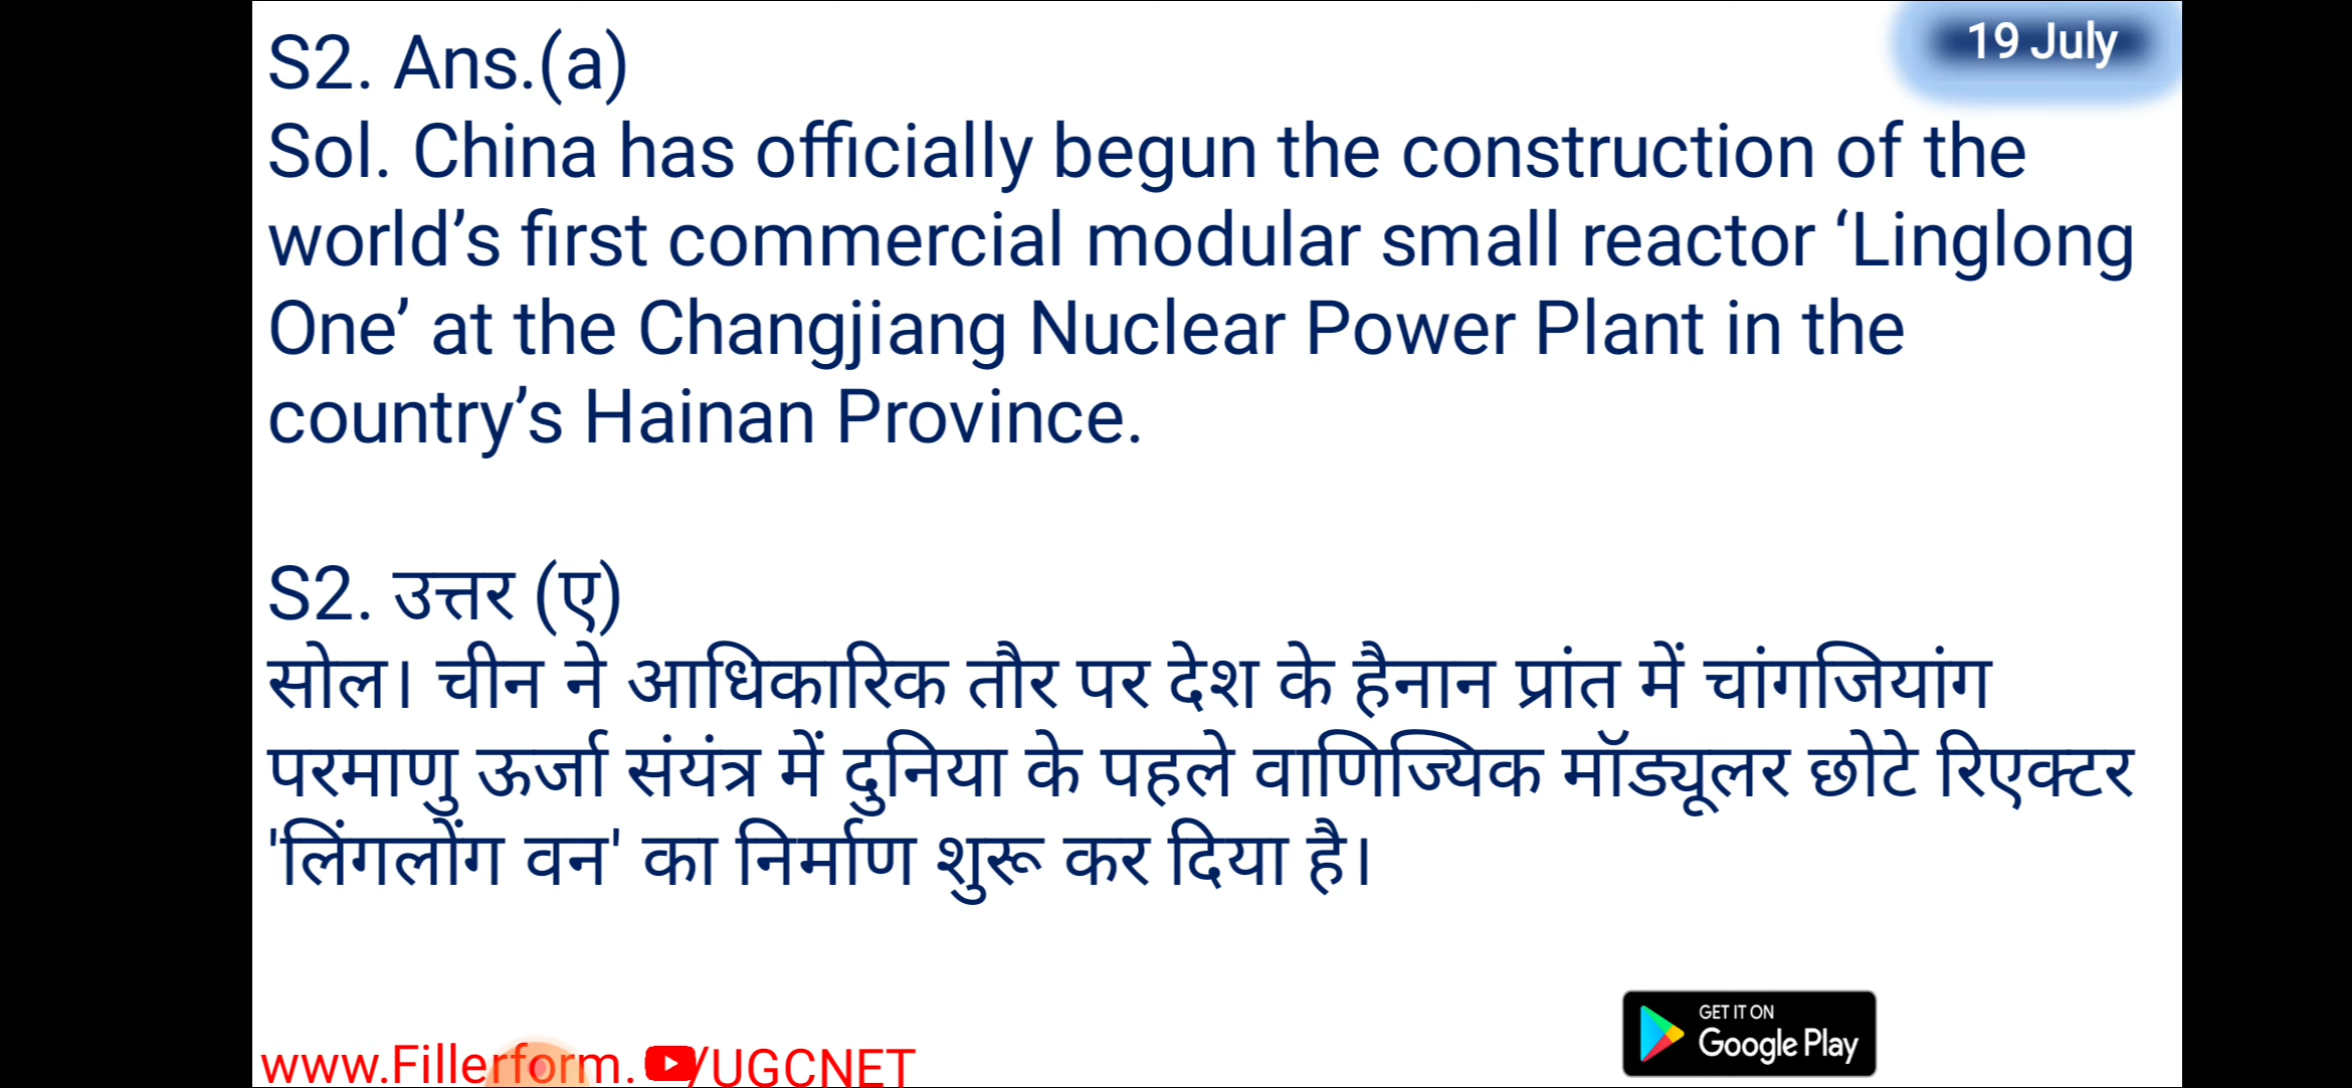 19 July
S2. Ans.(a)
Sol. China has officially begun the construction of the
world’s first commercial modular small reactor ‘Linglong
One’ at the Changjiang Nuclear Power Plant in the
country’s Hainan Province.
S2. उत्तर (ए)
सोल। चीन ने आधिकारिक तौर पर देश के हैनान प्रांत में चांगजियांग
परमाणु ऊर्जा संयंत्र में दुनिया के पहले वाणिज्यिक मॉड्यूलर छोटे रिएक्टर
'लिंगलोंग वन' का निर्माण शुरू कर दिया है।
GET IT ON
Google Play
www.Fillerform. /UGCNET